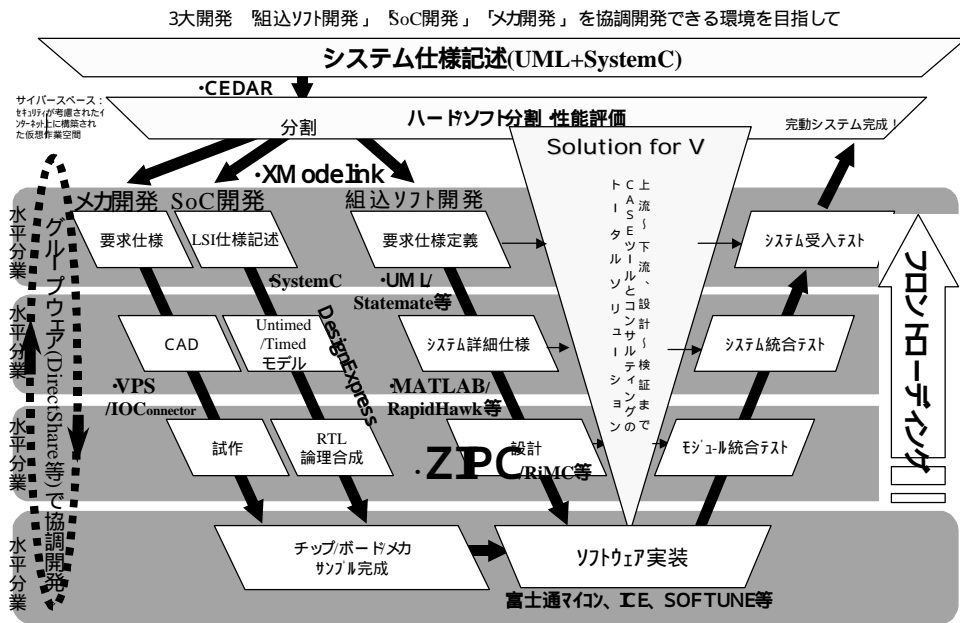 3大開発 「組込ソフト開発」「SoC開発」「メカ開発」を協調開発できる環境を目指して
システム仕様記述(UML+SystemC)
・CEDAR
サイバースペース:
セキュリティが考慮されたイ
ンターネット上に構築され
た仮想作業空間
分割
ハードソフト分割・性能評価
完動システム完成!
Solution for V
上流~下流、設計~検証まで
CASEツールとコンサルティングの
トータルソリューション
・XModelink
メカ開発
SoC開発
組込ソフト開発
水平分業
要求仕様
LSI仕様記述
要求仕様定義
システム受入テスト
・SystemC
・UML/
Statemate等
水平分業
CAD
Untimed
/Timed
モデル
システム詳細仕様
システム統合テスト
DesignExpress
・VPS
/IOConnector
・MATLAB/
RapidHawk等
水平分業
試作
RTL
論理合成
設計
モジュール統合テスト
・ZIPC/RiMC等
水平分業
チップ/ボード/メカ
サンプル完成
ソフトウェア実装
富士通マイコン、ICE、SOFTUNE等
グループウェア(DirectShare等)で協調開発
フロントローディング